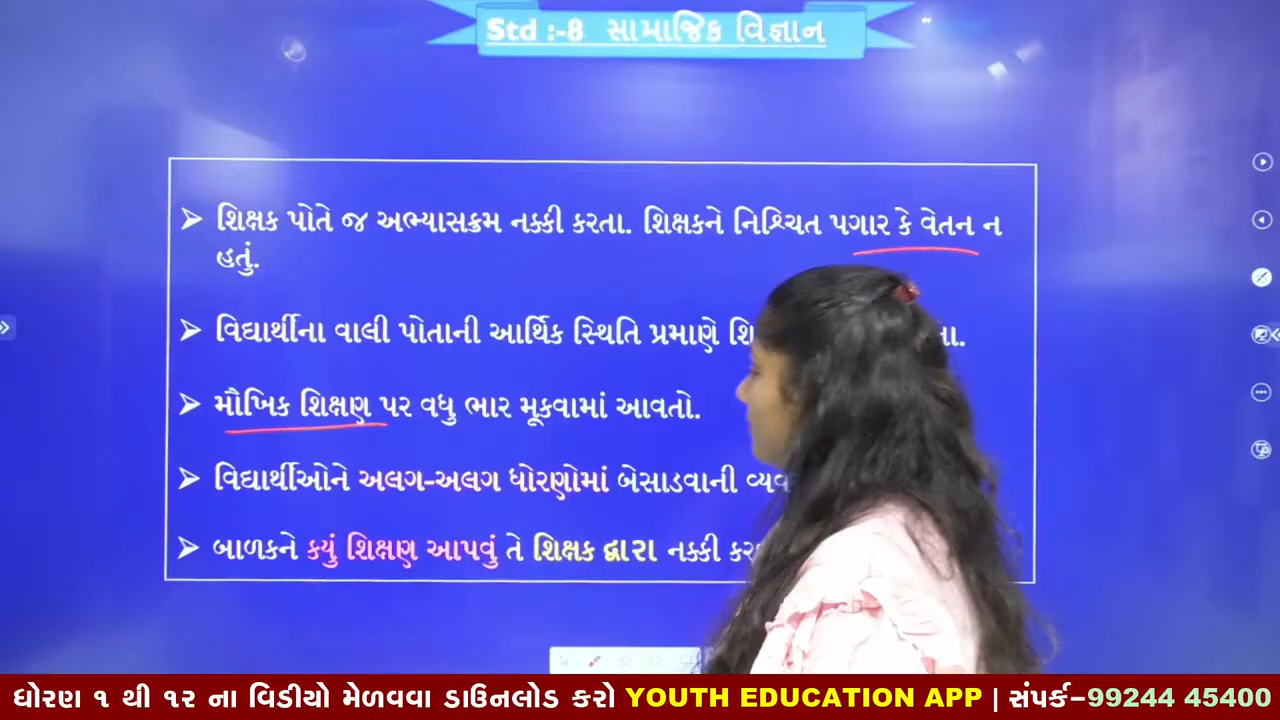 Std :-8 સામાજિક વિજ્ઞાન
➢ શિક્ષક પોતે જ અભ્યાસક્રમ નક્કી કરતા. શિક્ષકને નિશ્ચિત પગાર કે વેતન ન
હતું.
➢ વિદ્યાર્થીના વાલી પોતાની આર્થિક સ્થિતિ પ્રમાણે
➢ મૌખિક શિક્ષણ પર વધુ ભાર મૂકવામાં આવતો.
➢ વિદ્યાર્થીઓને અલગ-અલગ ધોરણોમાં બેસાડવાની
➢ બાળકને કયું શિક્ષણ આપવું તે શિક્ષક દ્વારા નક્કી
ધોરણ ૧ થી ૧૨ ના વિડીયો મેળવવા ડાઉનલોડ કરો YOUTH EDUCATION APP | સંપર્ક-99244 45400